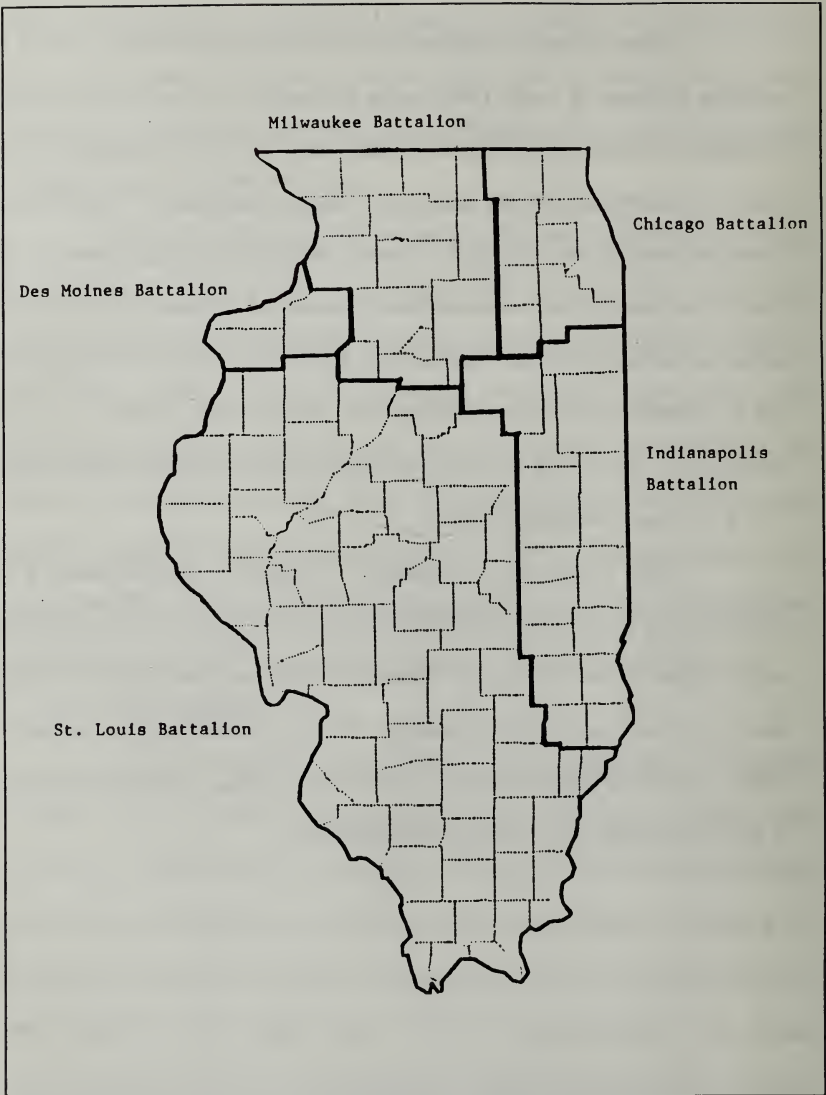 Milwaukee Battalion
Chicago Battalion
Des Moines Battalion
Indianapolis
Battalion
St. Louis Battalion